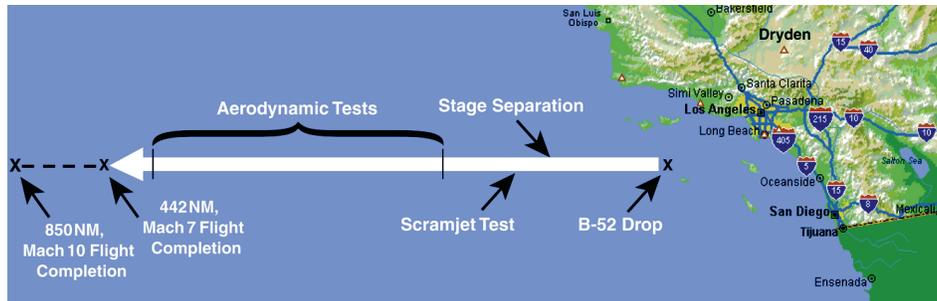 Bakersfield
San Luis
Obispo
Dryden
15
40
Santa Clarita
Simi Valley
Pasadena
Los Angeles
215
10
Long Beach
405
10
Aerodynamic Tests
Stage Separation
X
X
X
5
Salton Sea
Oceanside
15
8
442NM,
Mach 7 Flight
Completion
850NM,
Mach 10 Flight
Completion
Scramjet Test
B-52 Drop
San Diego
Mexicali
Tijuana
Ensenada